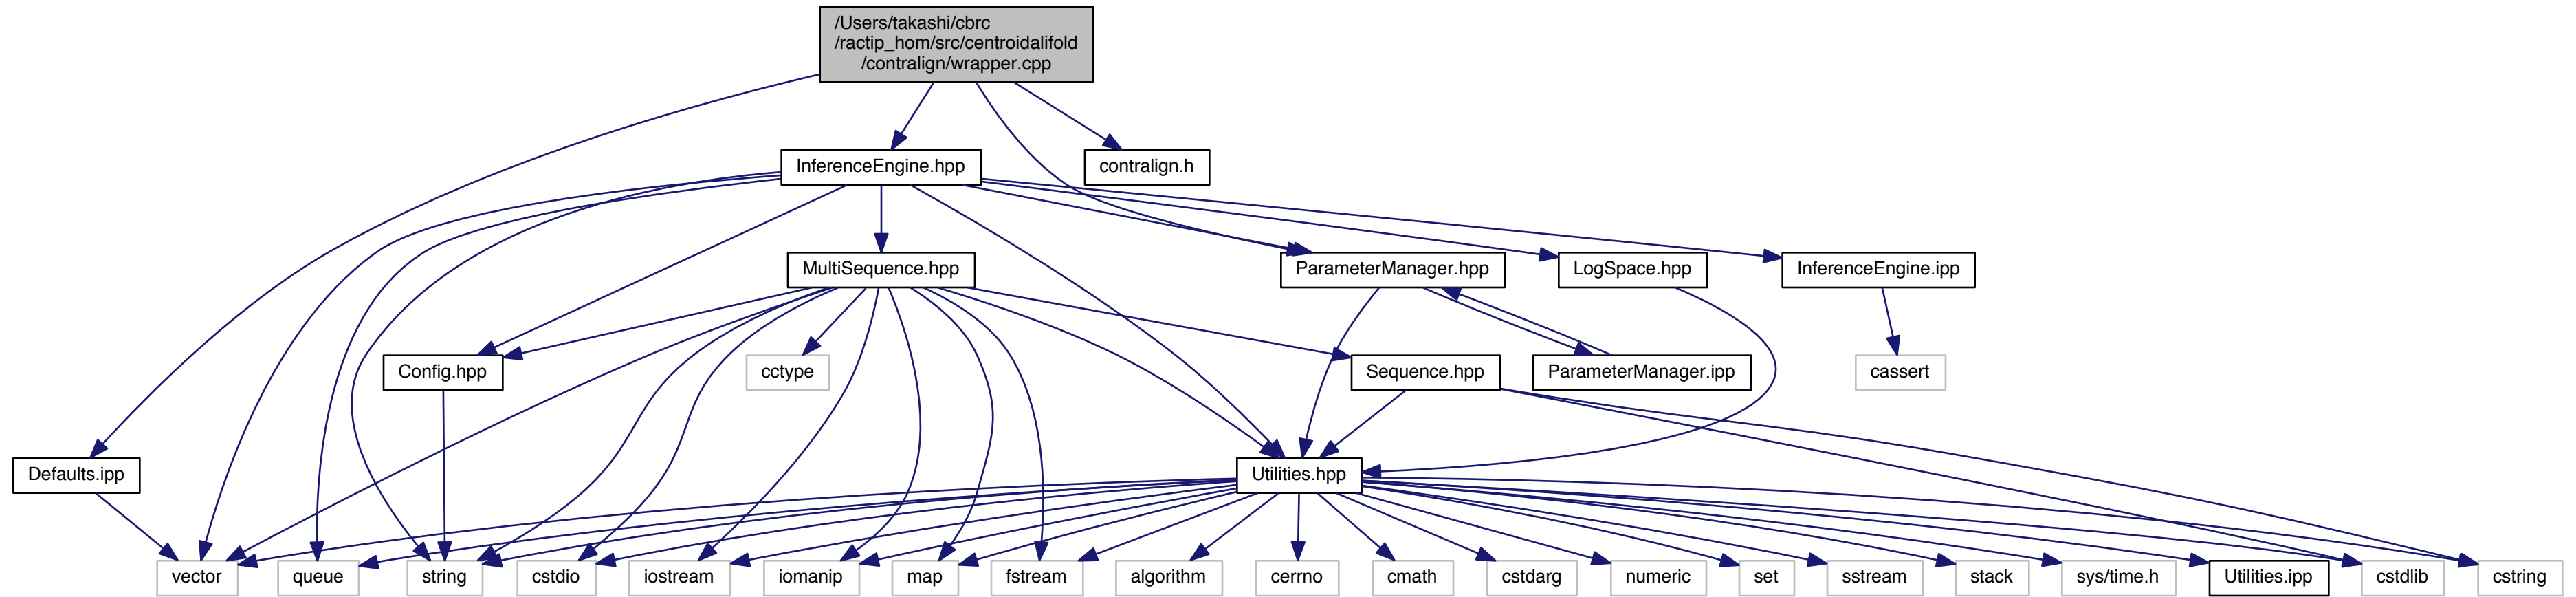 /Users/takashi/cbrc
/ractip_hom/src/centroidalifold
/contralign/wrapper.cpp
InferenceEngine.hpp
contralign.h
MultiSequence.hpp
ParameterManager.hpp
LogSpace.hpp
InferenceEngine.ipp
Config.hpp
cctype
Sequence.hpp
ParameterManager.ipp
cassert
Defaults.ipp
Utilities.hpp
vector
queue
string
cstdio
iostream
iomanip
map
fstream
algorithm
cerrno
cmath
cstdarg
numeric
set
sstream
stack
sys/time.h
Utilities.ipp
cstdlib
cstring